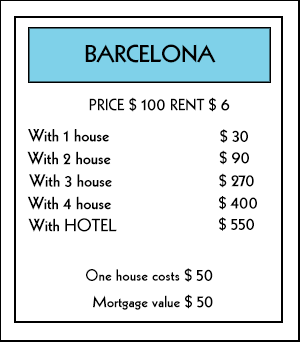 BARCELONA
PRICE $ 100 RENT $ 6
With 1 house $ 30
With 2 house $ 90
With 3 house $ 270
With 4 house $ 400
With HOTEL $ 550
One house costs $ 50
Mortgage value $ 50